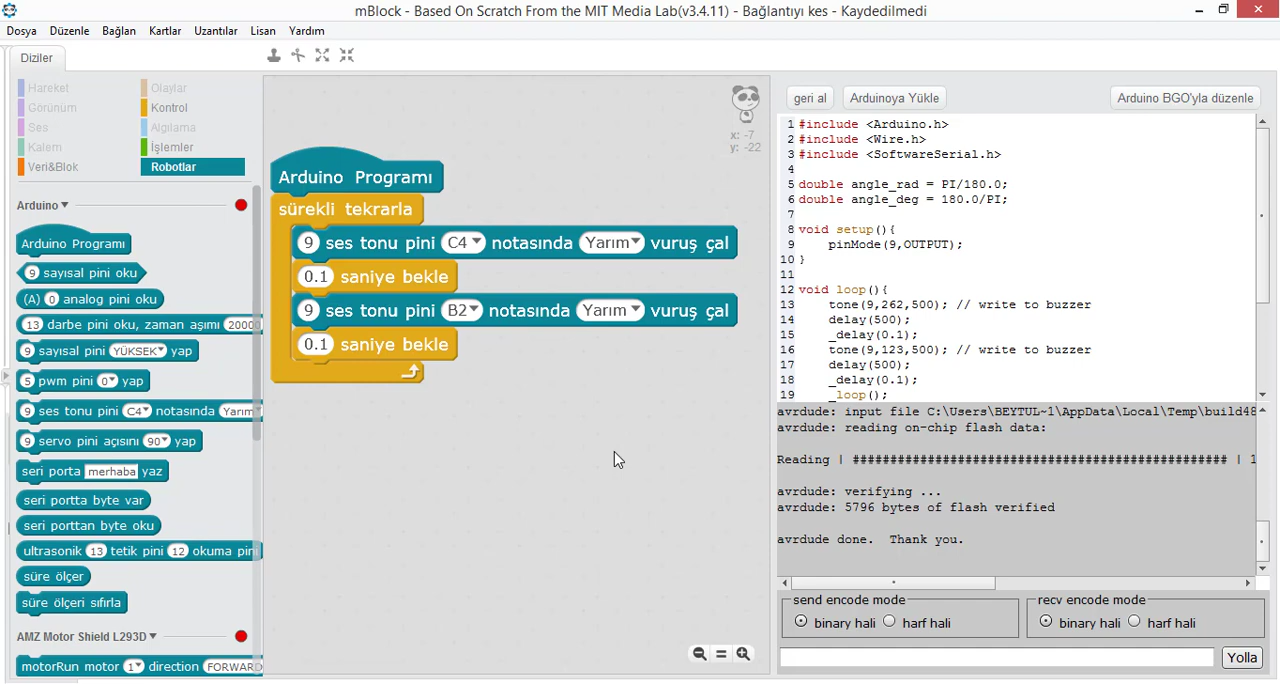 mBlock - Based On Scratch From the MIT Media Lab(v3.4.11) - Bağlantıyı kes - Kaydedilmedi
Dosya Düzenle Bağlan Kartlar Uzantılar Lisan Yardım
Diziler
Hareket Olaylar
Görünüm Kontrol
Ses Algılama
Kalem İşlemler
Veri&Blok Robotlar
Arduino
Arduino Programı
9 sayısal pini oku
(A) 0 analog pini oku
13 darbe pini oku, zaman aşımı 20000
9 sayısal pini YÜKSEK yap
5 pwm pini 0 yap
9 ses tonu pini C4 notasında Yarım
9 servo pini açısını 90 yap
seri porta merhaba yaz
seri portta byte var
seri porttan byte oku
ultrasonik 13 tetik pini 12 okuma pini
süre ölçer
süre ölçeri sıfırla
AMZ Motor Shield L293D
motorRun motor 1 direction FORWARD
x: -7
y: -22
Arduino Programı
sürekli tekrarla
9 ses tonu pini C4 notasında Yarım vuruş çal
0.1 saniye bekle
9 ses tonu pini B2 notasında Yarım vuruş çal
0.1 saniye bekle
geri al Arduinoya Yükle Arduino BGO'yla düzenle
1 #include <Arduino.h>
2 #include <Wire.h>
3 #include <SoftwareSerial.h>
4
5 double angle_rad = PI/180.0;
6 double angle_deg = 180.0/PI;
7
8 void setup(){
9 pinMode(9,OUTPUT);
10 }
11
12 void loop(){
13 tone(9,262,500); // write to buzzer
14 delay(500);
15 _delay(0.1);
16 tone(9,123,500); // write to buzzer
17 delay(500);
18 _delay(0.1);
19 _loop();
avrdude: input file C:\Users\BEYTUL~1\AppData\Local\Temp\build48
avrdude: reading on-chip flash data:
Reading | ################################################## | 1
avrdude: verifying ...
avrdude: 5796 bytes of flash verified
avrdude done. Thank you.
send encode mode
binary hali harf hali
recv encode mode
binary hali harf hali
Yolla